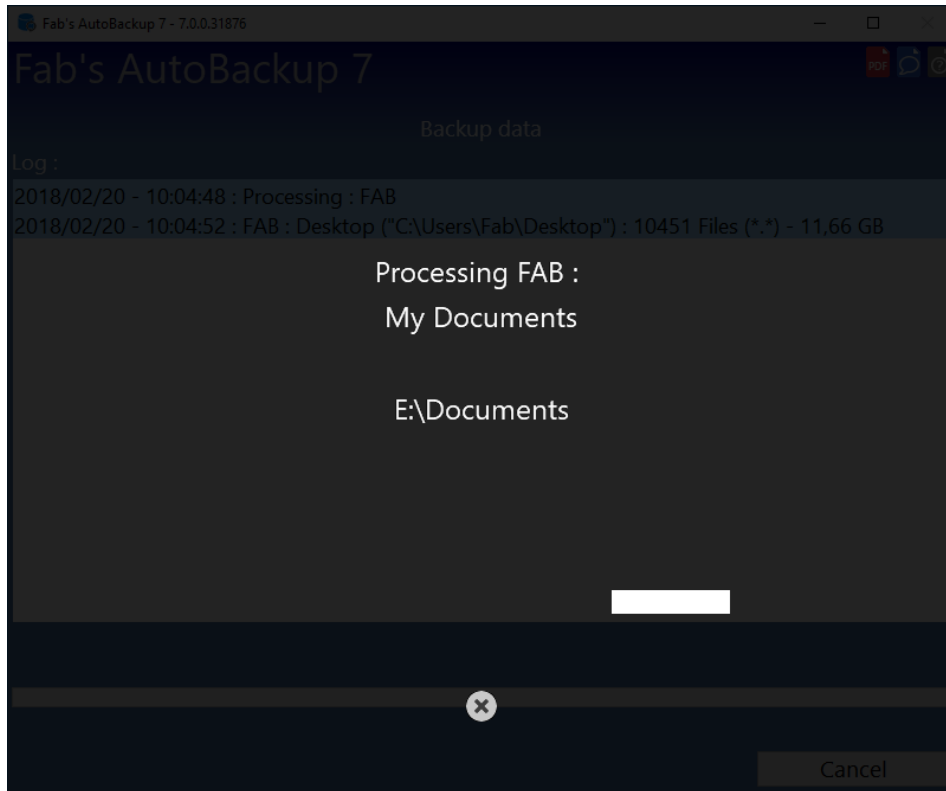 Fab's AutoBackup 7 - 7.0.0.31876
Fab's AutoBackup 7
PDF
?
Backup data
Log :
2018/02/20 - 10:04:48 : Processing : FAB
2018/02/20 - 10:04:52 : FAB : Desktop ("C:\Users\Fab\Desktop") : 10451 Files (*.*) - 11,66 GB
Processing FAB :
My Documents
E:\Documents
Cancel